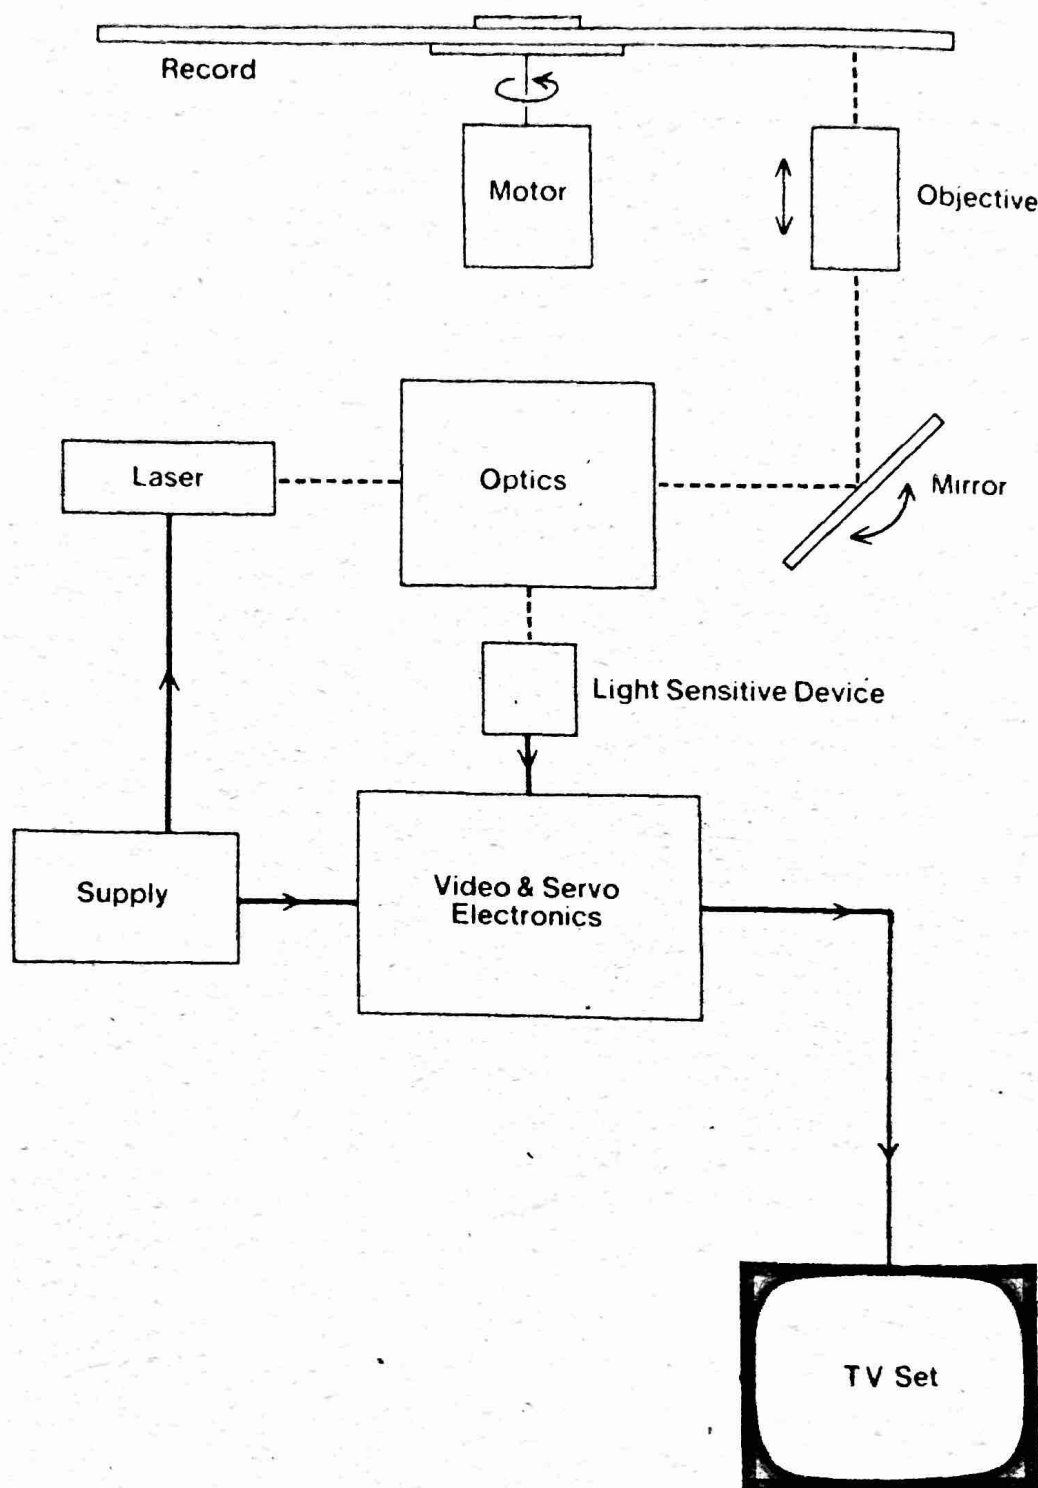 Record
Motor
Objective
Laser
Optics
Mirror
Light Sensitive Device
Supply
Video & Servo
Electronics
TV Set